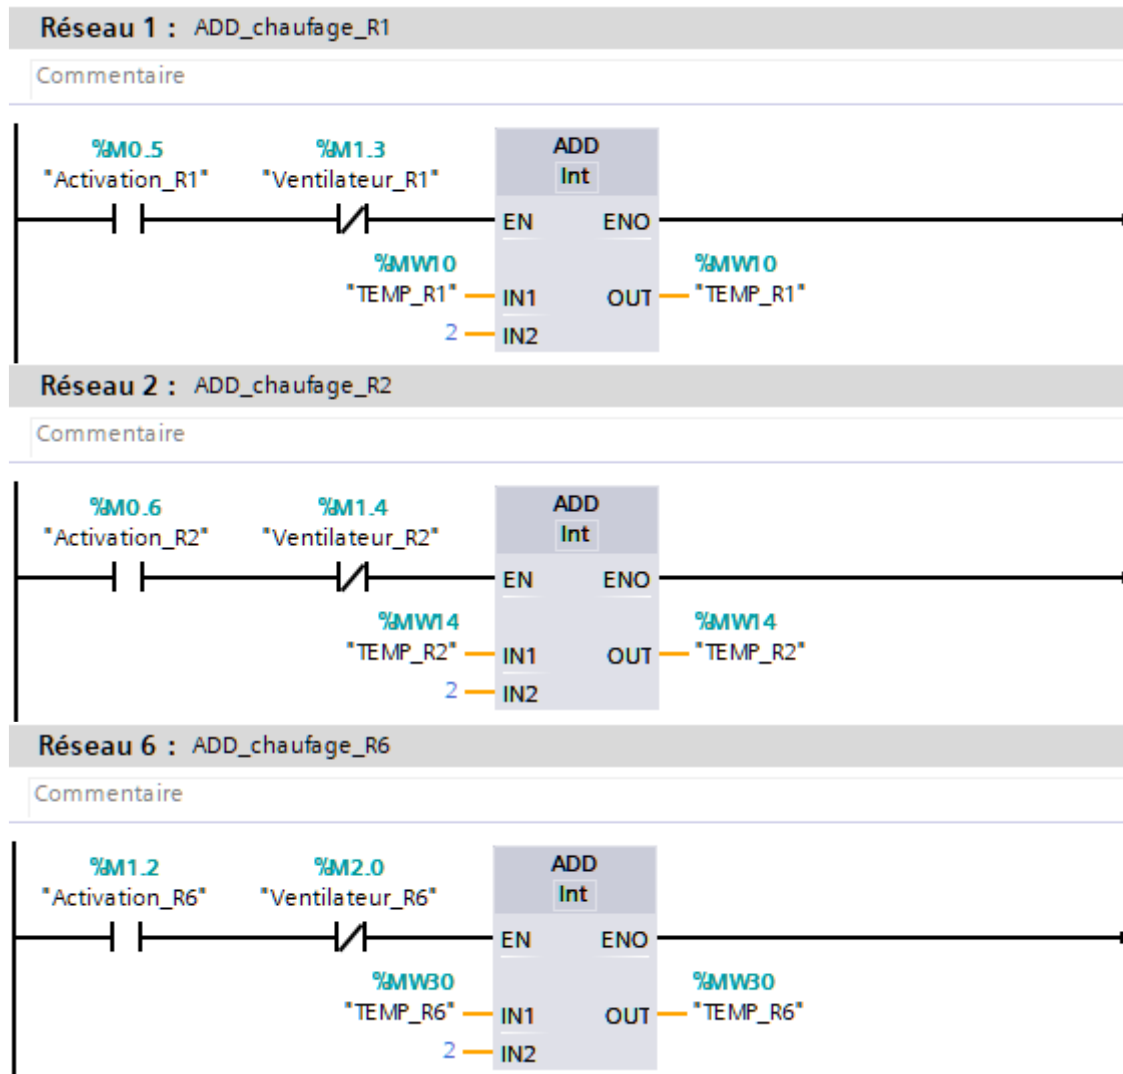 Réseau 1 : ADD_chaufage_R1
Commentaire
%M0.5 %M1.3 ADD
"Activation_R1" "Ventilateur_R1" Int
EN ENO
%MW10 %MW10
"TEMP_R1" IN1 OUT "TEMP_R1"
2 IN2
Réseau 2 : ADD_chaufage_R2
Commentaire
%M0.6 %M1.4 ADD
"Activation_R2" "Ventilateur_R2" Int
EN ENO
%MW14 %MW14
"TEMP_R2" IN1 OUT "TEMP_R2"
2 IN2
Réseau 6 : ADD_chaufage_R6
Commentaire
%M1.2 %M2.0 ADD
"Activation_R6" "Ventilateur_R6" Int
EN ENO
%MW30 %MW30
"TEMP_R6" IN1 OUT "TEMP_R6"
2 IN2